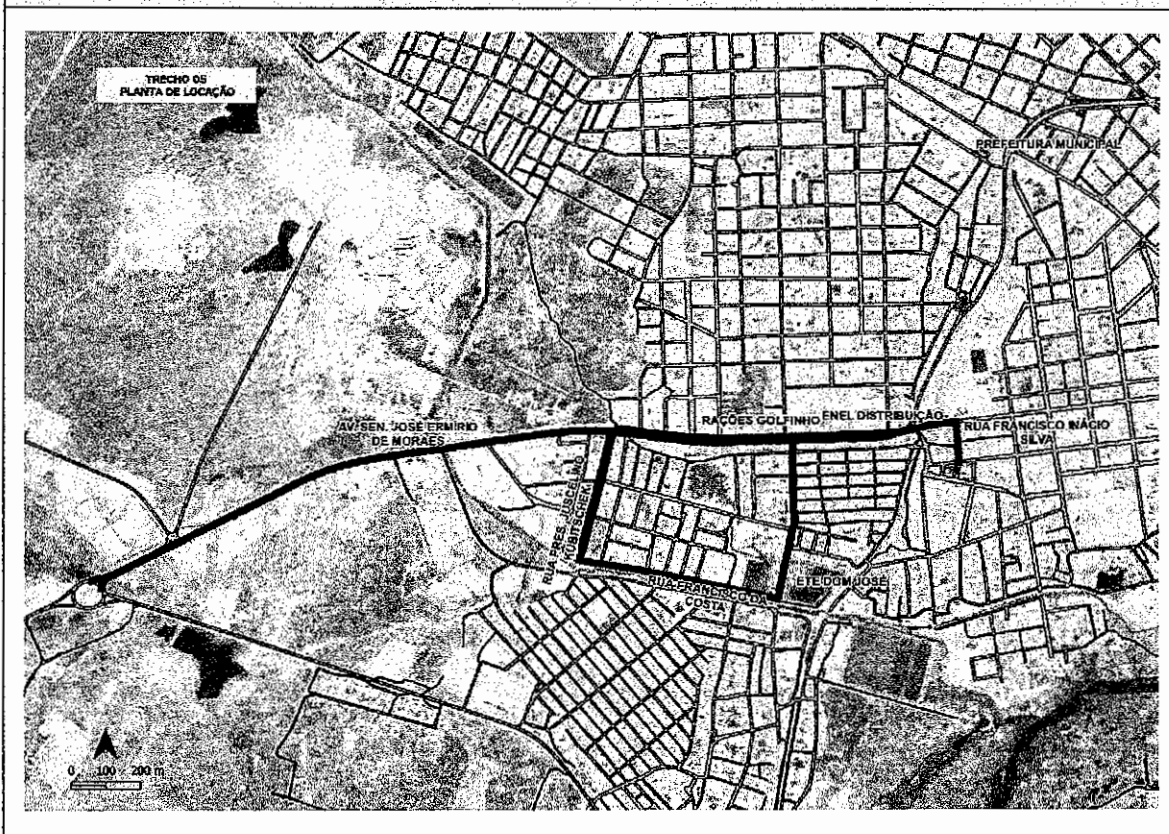 TRECHO 05
PLANTA DE LOCAÇÃO
PREFEITURA MUNICIPAL
AV. SEN. JOSÉ ERMÍRIO
DE MORAES
RAÇÕES GOLFINHO
ENEL DISTRIBUIÇÃO
RUA FRANCISCO INÁCIO
SILVA
RUA PRES. JUSCELINO
KUBITSCHEK
RUA FRANCISCO DA
COSTA
ETE DOM JOSÉ
0 100 200 m